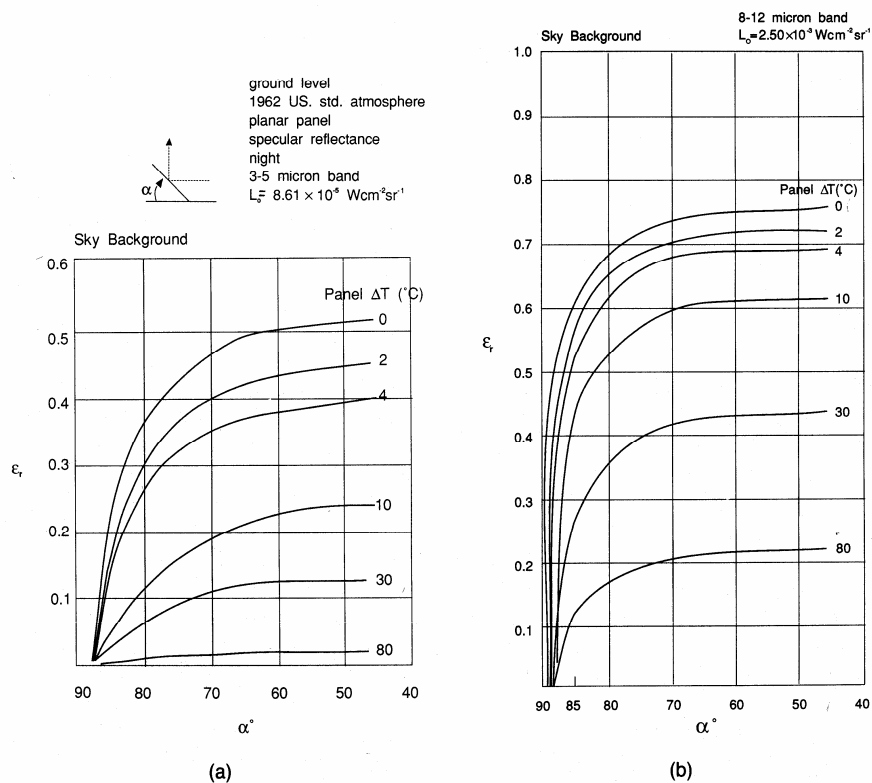 ground level
1962 US. std. atmosphere
planar panel
specular reflectance
night
3-5 micron band
L₀= 8.61 × 10⁻⁵ Wcm⁻²sr⁻¹
α
Sky Background
0.6
0.5
0.4
0.3
0.2
0.1
εᵣ
Panel ΔT (°C)
0
2
4
10
30
80
90 80 70 60 50 40
α°
(a)
8-12 micron band
L₀=2.50×10⁻³ Wcm⁻²sr⁻¹
Sky Background
1.0
0.9
0.8
0.7
0.6
0.5
0.4
0.3
0.2
0.1
εᵣ
Panel ΔT(°C)
0
2
4
10
30
80
90 85 80 70 60 50 40
α°
(b)